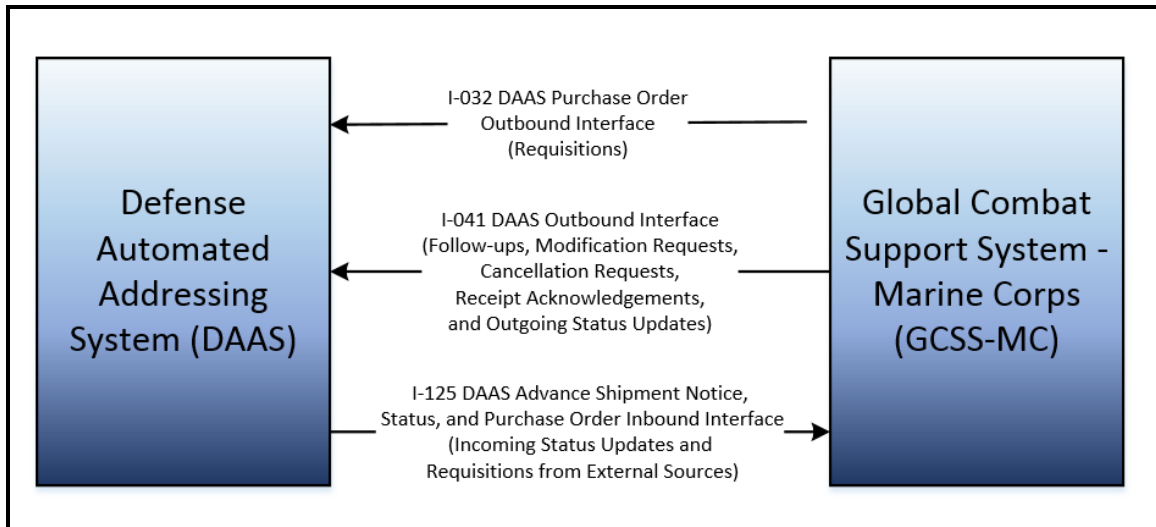 Defense
Automated
Addressing
System (DAAS)
I-032 DAAS Purchase Order
Outbound Interface
(Requisitions)
I-041 DAAS Outbound Interface
(Follow-ups, Modification Requests,
Cancellation Requests,
Receipt Acknowledgements,
and Outgoing Status Updates)
I-125 DAAS Advance Shipment Notice,
Status, and Purchase Order Inbound Interface
(Incoming Status Updates and
Requisitions from External Sources)
Global Combat
Support System -
Marine Corps
(GCSS-MC)